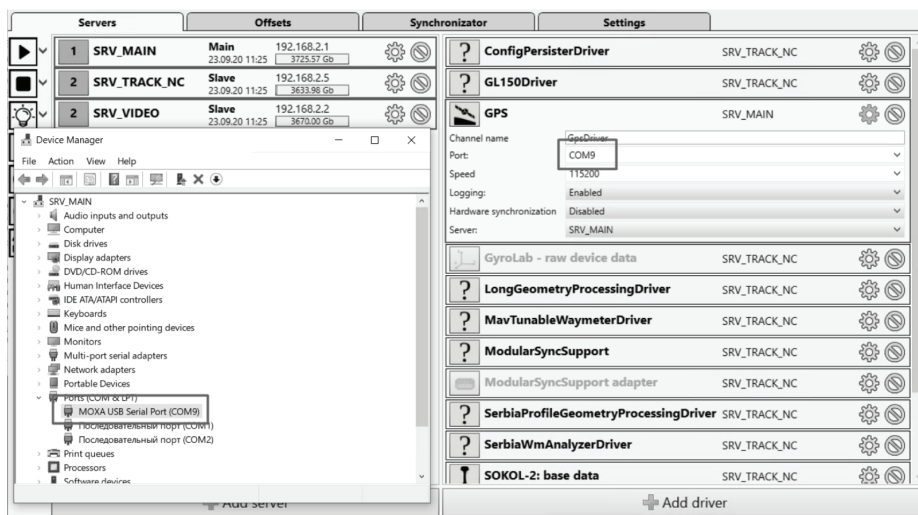 Servers
Offsets
Synchronizator
Settings
1 SRV_MAIN Main 192.168.2.1
23.09.20 11:25 3725.57 Gb
2 SRV_TRACK_NC Slave 192.168.2.5
23.09.20 11:25 3633.98 Gb
2 SRV_VIDEO Slave 192.168.2.2
23.09.20 11:25 3670.00 Gb
Device Manager
File Action View Help
SRV_MAIN
Audio inputs and outputs
Computer
Disk drives
Display adapters
DVD/CD-ROM drives
Human Interface Devices
IDE ATA/ATAPI controllers
Keyboards
Mice and other pointing devices
Monitors
Multi-port serial adapters
Network adapters
Portable Devices
Ports (COM & LPT)
MOXA USB Serial Port (COM9)
Последовательный порт (COM1)
Последовательный порт (COM2)
Print queues
Processors
Software devices
Add server
? ConfigPersisterDriver SRV_TRACK_NC
? GL150Driver SRV_TRACK_NC
GPS SRV_MAIN
Channel name GpsDriver
Port: COM9
Speed 115200
Logging: Enabled
Hardware synchronization Disabled
Server: SRV_MAIN
GyroLab - raw device data SRV_TRACK_NC
? LongGeometryProcessingDriver SRV_TRACK_NC
? MavTunableWaymeterDriver SRV_TRACK_NC
? ModularSyncSupport SRV_TRACK_NC
ModularSyncSupport adapter SRV_TRACK_NC
? SerbiaProfileGeometryProcessingDriver SRV_TRACK_NC
? SerbiaWmAnalyzerDriver SRV_TRACK_NC
SOKOL-2: base data SRV_TRACK_NC
Add driver